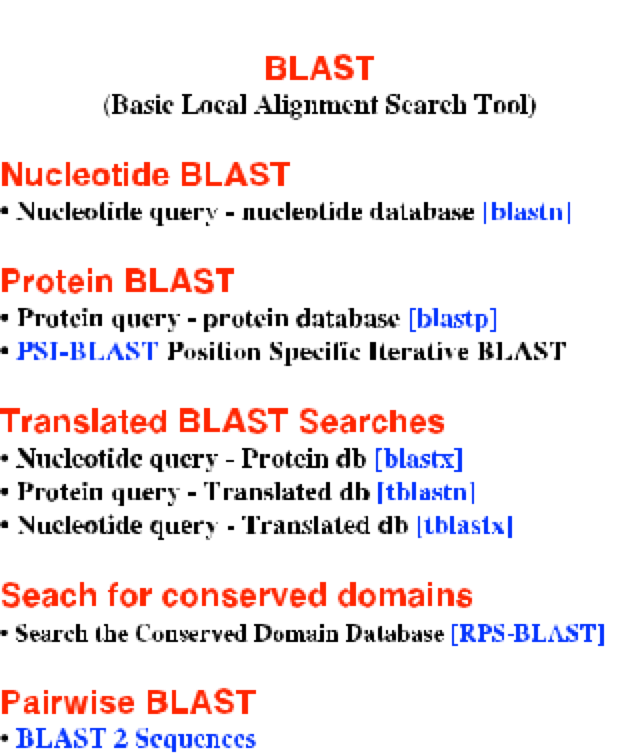 BLAST
(Basic Local Alignment Search Tool)
Nucleotide BLAST
• Nucleotide query - nucleotide database [blastn]
Protein BLAST
• Protein query - protein database [blastp]
• PSI-BLAST Position Specific Iterative BLAST
Translated BLAST Searches
• Nucleotide query - Protein db [blastx]
• Protein query - Translated db [tblastn]
• Nucleotide query - Translated db [tblastx]
Seach for conserved domains
• Search the Conserved Domain Database [RPS-BLAST]
Pairwise BLAST
• BLAST 2 Sequences